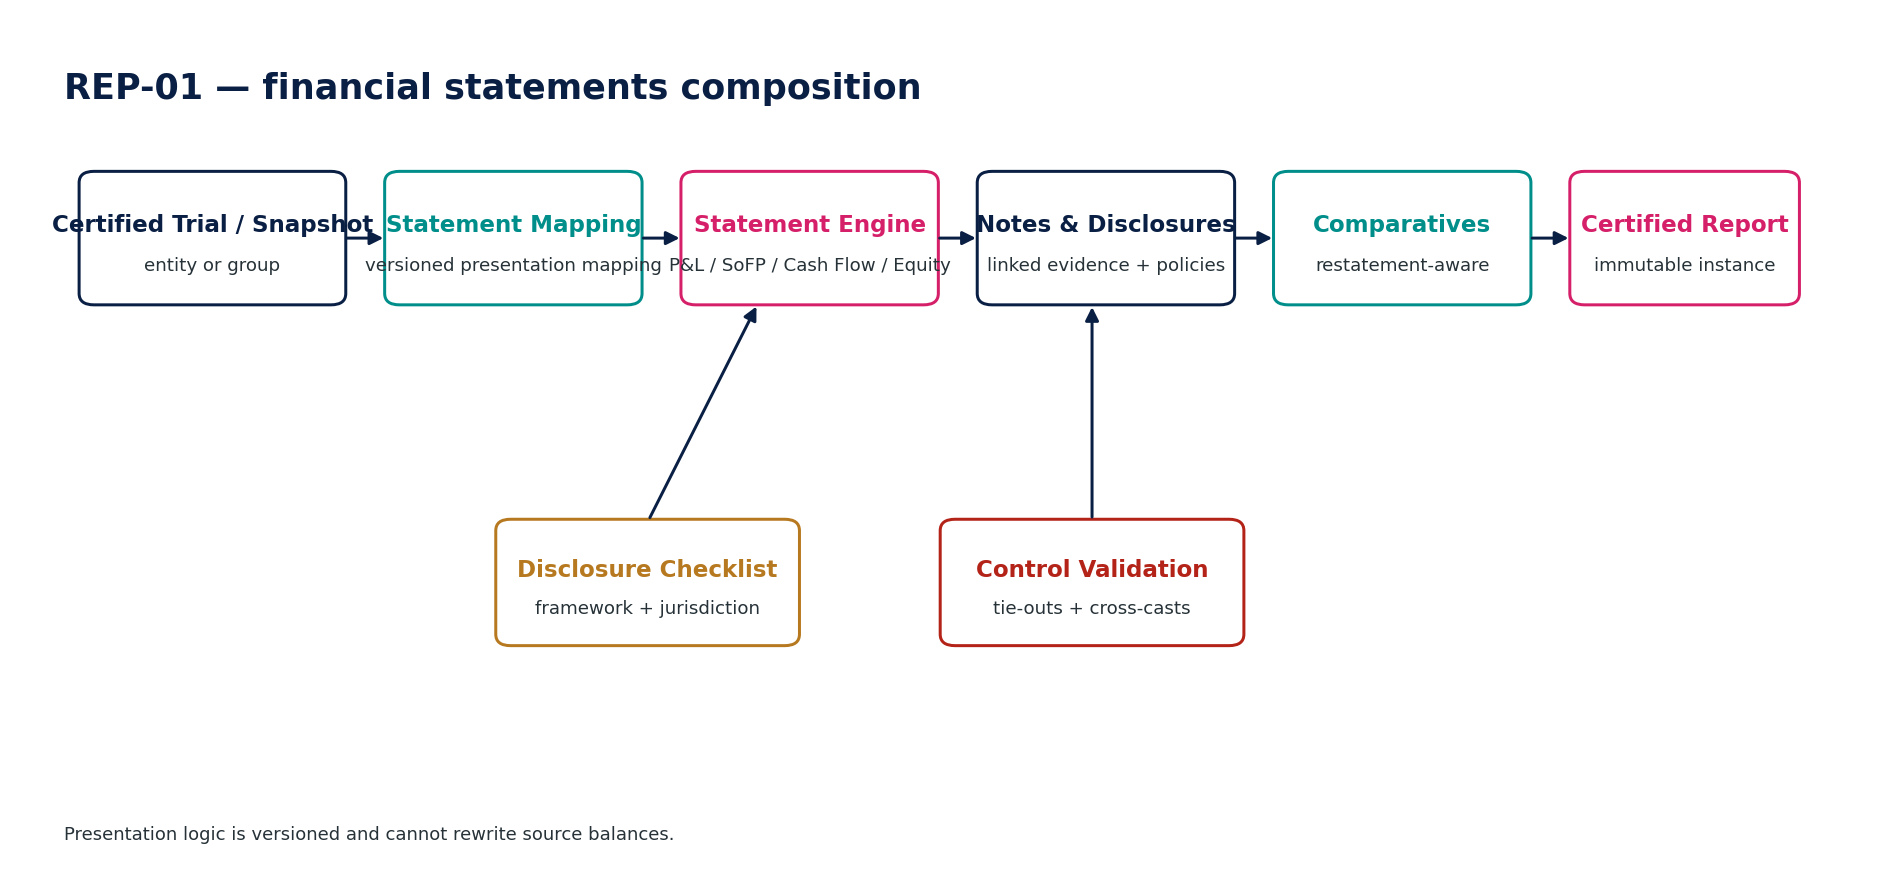 REP-01 — financial statements composition
Certified Trial / Snapshot
entity or group
Statement Mapping
versioned presentation mapping
Statement Engine
P&L / SoFP / Cash Flow / Equity
Notes & Disclosures
linked evidence + policies
Comparatives
restatement-aware
Certified Report
immutable instance
Disclosure Checklist
framework + jurisdiction
Control Validation
tie-outs + cross-casts
Presentation logic is versioned and cannot rewrite source balances.